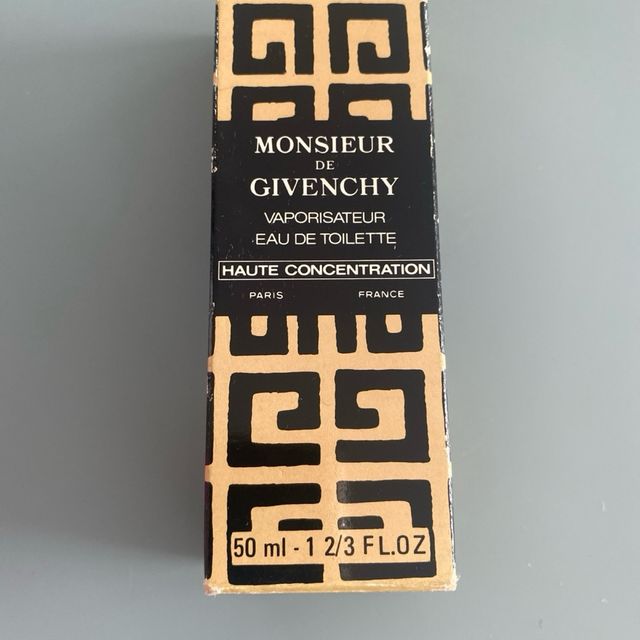 MONSIEUR
DE
GIVENCHY
VAPORISATEUR
EAU DE TOILETTE
HAUTE CONCENTRATION
PARIS FRANCE
50 ml - 1 2/3 FL.OZ